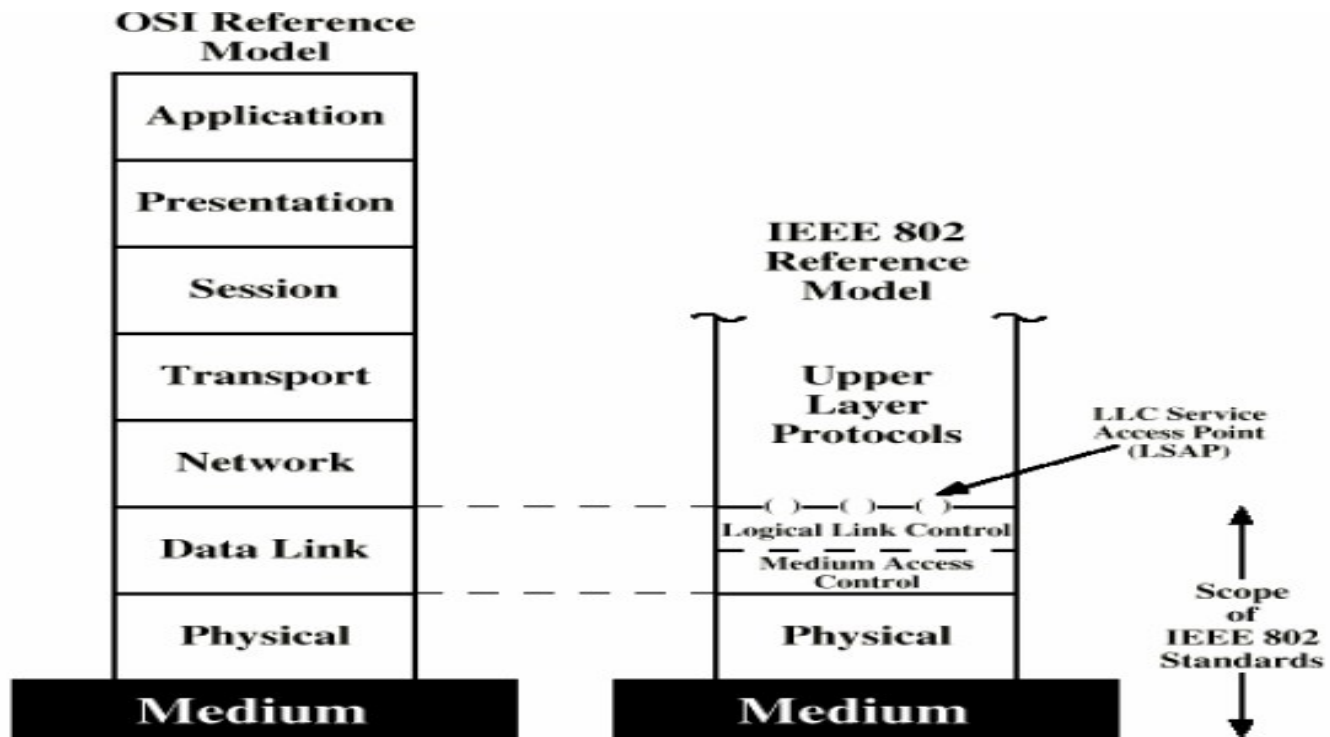 OSI Reference
Model
Application
Presentation
Session
Transport
Network
Data Link
Physical
Medium
IEEE 802
Reference
Model
Upper
Layer
Protocols
LLC Service
Access Point
(LSAP)
Logical Link Control
Medium Access
Control
Physical
Medium
Scope
of
IEEE 802
Standards